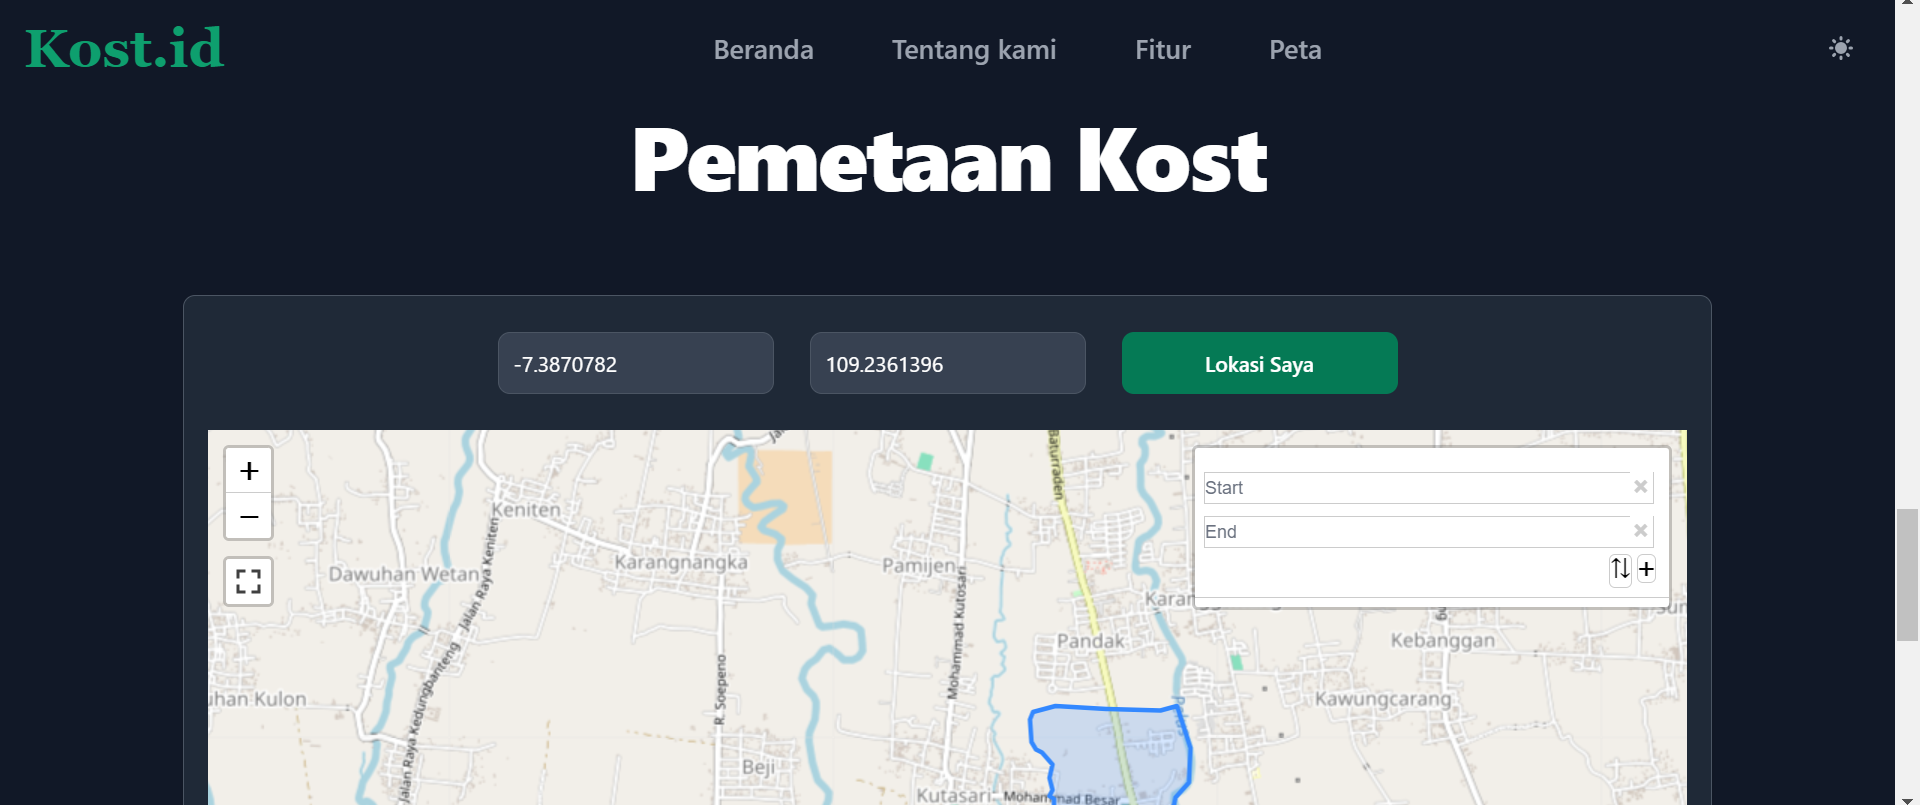 Kost.id
Beranda
Tentang kami
Fitur
Peta
Pemetaan Kost
-7.3870782
109.2361396
Lokasi Saya
+
−
Start
End
+
Baturraden
Keniten
Karangnangka
Pamijen
Dawuhan Wetan
Jalan Raya Keniten
Jalan Raya Kedungbanteng
Mohammad Kutosari
Pandak
Kebanggan
uhan Kulon
R. Soepeno
Kawungcarang
Beji
Kutasari
Mohammad Besar